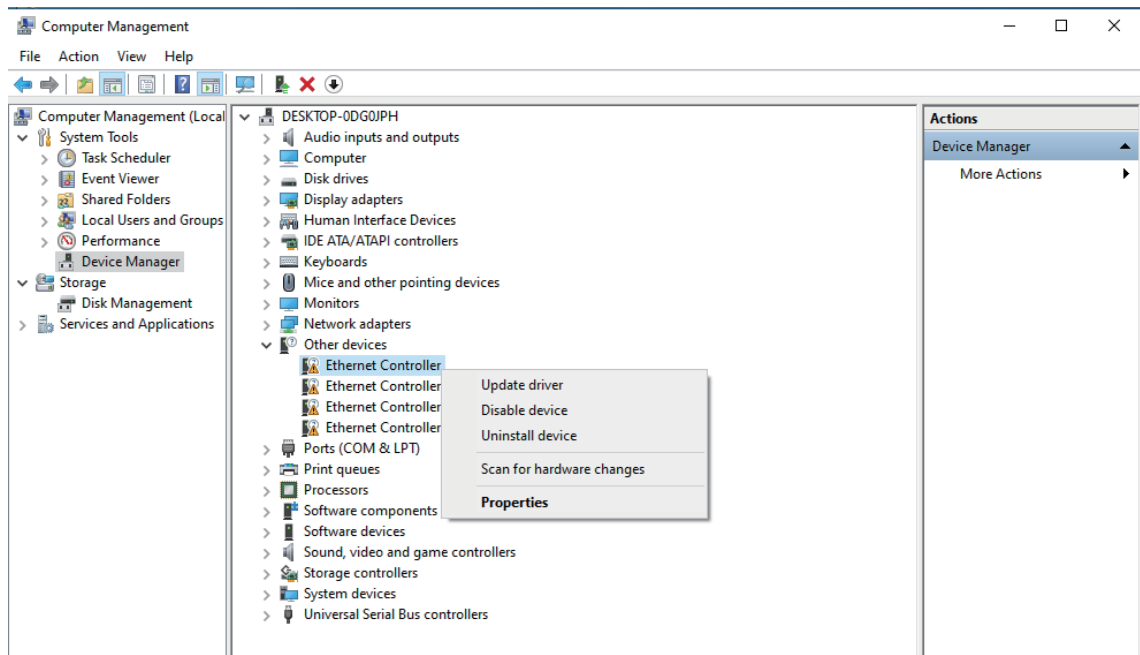 Computer Management
File Action View Help
Computer Management (Local
System Tools
Task Scheduler
Event Viewer
Shared Folders
Local Users and Groups
Performance
Device Manager
Storage
Disk Management
Services and Applications
DESKTOP-0DG0JPH
Audio inputs and outputs
Computer
Disk drives
Display adapters
Human Interface Devices
IDE ATA/ATAPI controllers
Keyboards
Mice and other pointing devices
Monitors
Network adapters
Other devices
Ethernet Controller
Ethernet Controller
Ethernet Controller
Ethernet Controller
Ports (COM & LPT)
Print queues
Processors
Software components
Software devices
Sound, video and game controllers
Storage controllers
System devices
Universal Serial Bus controllers
Update driver
Disable device
Uninstall device
Scan for hardware changes
Properties
Actions
Device Manager
More Actions